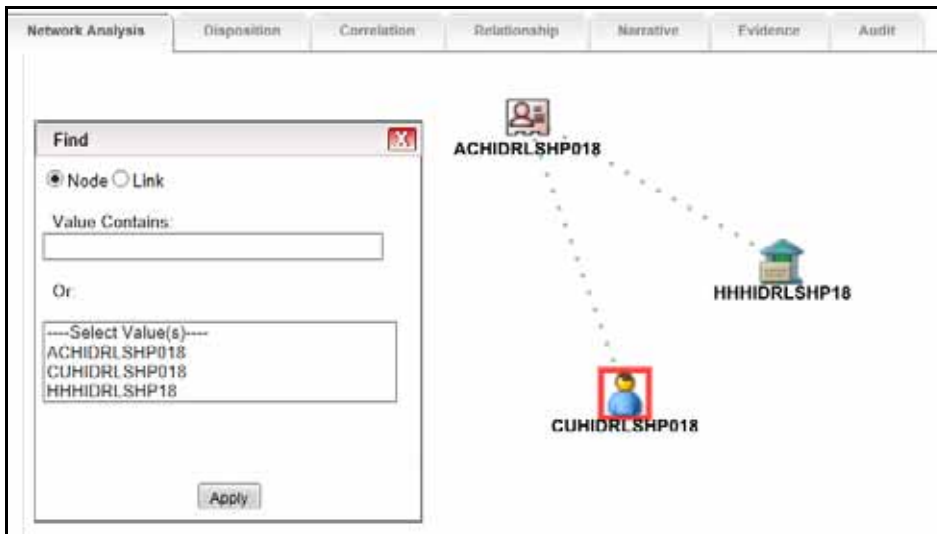 Network Analysis Disposition Correlation Relationship Narrative Evidence Audit
Find X
Node Link
Value Contains:
Or:
----Select Value(s)----
ACHIDRLSHP018
CUHIDRLSHP018
HHHIDRLSHP18
Apply
ACHIDRLSHP018
HHHIDRLSHP18
CUHIDRLSHP018